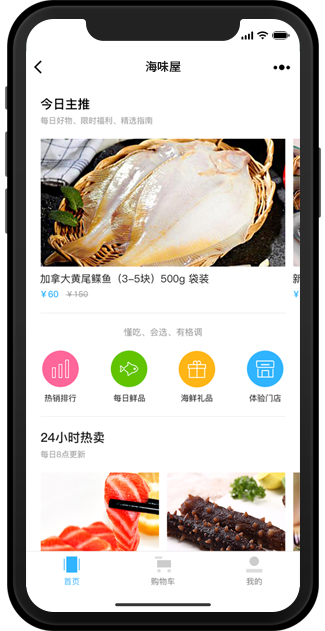 海味屋
今日主推
每日好物、限时福利、精选指南
加拿大黄尾鲽鱼（3-5块）500g 袋装
¥60 ¥150
懂吃、会选、有格调
热销排行 每日鲜品 海鲜礼品 体验门店
24小时热卖
每日8点更新
首页 购物车 我的